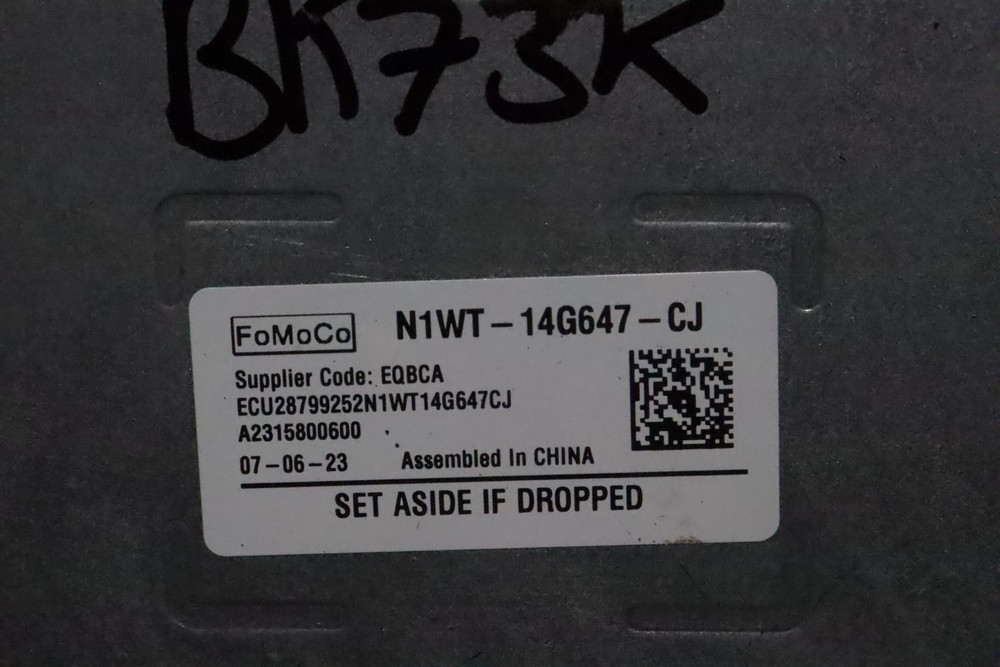 BK73K
FoMoCo N1WT-14G647-CJ
Supplier Code: EQBCA
ECU28799252N1WT14G647CJ
A2315800600
07-06-23 Assembled In CHINA
SET ASIDE IF DROPPED